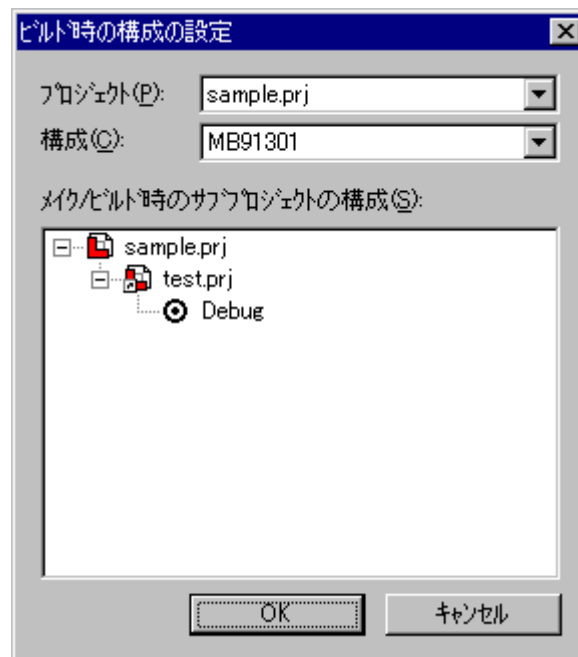 ﾋﾞﾙﾄﾞ時の構成の設定
ﾌﾟﾛｼﾞｪｸﾄ(P): sample.prj
構成(C): MB91301
ﾒｲｸ/ﾋﾞﾙﾄﾞ時のｻﾌﾞﾌﾟﾛｼﾞｪｸﾄの構成(S):
sample.prj
test.prj
Debug
OK ｷｬﾝｾﾙ